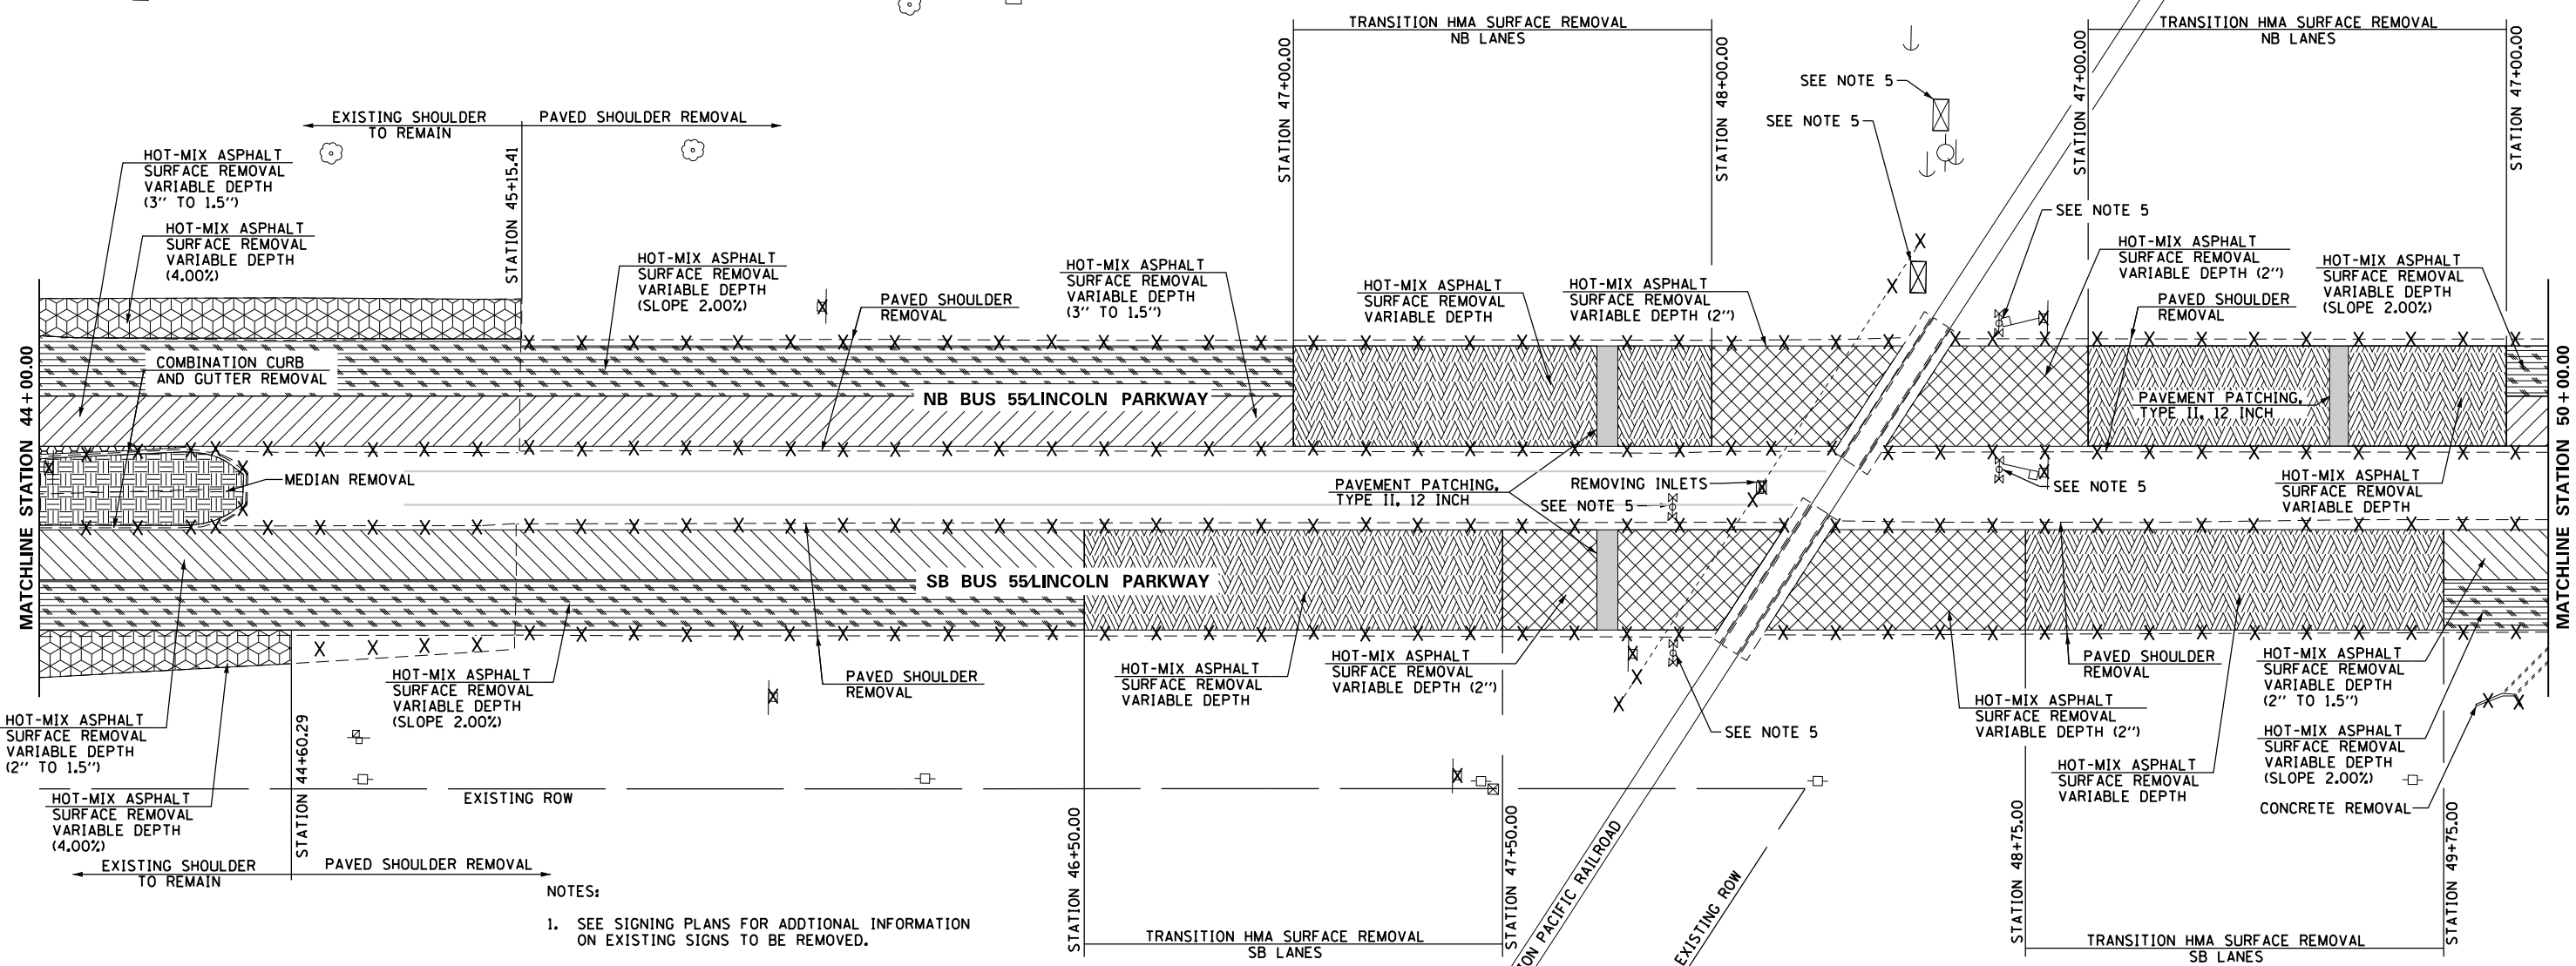 TRANSITION HMA SURFACE REMOVAL
NB LANES
TRANSITION HMA SURFACE REMOVAL
NB LANES
STATION 47+00.00
STATION 48+00.00
STATION 47+00.00
STATION 47+00.00
SEE NOTE 5
SEE NOTE 5
EXISTING SHOULDER
TO REMAIN
PAVED SHOULDER REMOVAL
STATION 45+15.41
HOT-MIX ASPHALT
SURFACE REMOVAL
VARIABLE DEPTH
(3'' TO 1.5'')
HOT-MIX ASPHALT
SURFACE REMOVAL
VARIABLE DEPTH
(4.00%)
HOT-MIX ASPHALT
SURFACE REMOVAL
VARIABLE DEPTH
(SLOPE 2.00%)
PAVED SHOULDER
REMOVAL
HOT-MIX ASPHALT
SURFACE REMOVAL
VARIABLE DEPTH
(3'' TO 1.5'')
HOT-MIX ASPHALT
SURFACE REMOVAL
VARIABLE DEPTH
HOT-MIX ASPHALT
SURFACE REMOVAL
VARIABLE DEPTH (2'')
SEE NOTE 5
HOT-MIX ASPHALT
SURFACE REMOVAL
VARIABLE DEPTH (2'')
PAVED SHOULDER
REMOVAL
HOT-MIX ASPHALT
SURFACE REMOVAL
VARIABLE DEPTH
(SLOPE 2.00%)
MATCHLINE STATION 44+00.00
COMBINATION CURB
AND GUTTER REMOVAL
NB BUS 55/LINCOLN PARKWAY
PAVEMENT PATCHING,
TYPE II, 12 INCH
MATCHLINE STATION 50+00.00
MEDIAN REMOVAL
PAVEMENT PATCHING,
TYPE II, 12 INCH
REMOVING INLETS
SEE NOTE 5
SEE NOTE 5
HOT-MIX ASPHALT
SURFACE REMOVAL
VARIABLE DEPTH
SB BUS 55/LINCOLN PARKWAY
HOT-MIX ASPHALT
SURFACE REMOVAL
VARIABLE DEPTH
(2'' TO 1.5'')
HOT-MIX ASPHALT
SURFACE REMOVAL
VARIABLE DEPTH
(4.00%)
STATION 44+60.29
HOT-MIX ASPHALT
SURFACE REMOVAL
VARIABLE DEPTH
(SLOPE 2.00%)
PAVED SHOULDER
REMOVAL
HOT-MIX ASPHALT
SURFACE REMOVAL
VARIABLE DEPTH
HOT-MIX ASPHALT
SURFACE REMOVAL
VARIABLE DEPTH (2'')
SEE NOTE 5
HOT-MIX ASPHALT
SURFACE REMOVAL
VARIABLE DEPTH (2'')
PAVED SHOULDER
REMOVAL
HOT-MIX ASPHALT
SURFACE REMOVAL
VARIABLE DEPTH
HOT-MIX ASPHALT
SURFACE REMOVAL
VARIABLE DEPTH
(2'' TO 1.5'')
HOT-MIX ASPHALT
SURFACE REMOVAL
VARIABLE DEPTH
(SLOPE 2.00%)
CONCRETE REMOVAL
EXISTING ROW
EXISTING SHOULDER
TO REMAIN
PAVED SHOULDER REMOVAL
STATION 46+50.00
STATION 47+50.00
ION PACIFIC RAILROAD
EXISTING ROW
STATION 48+75.00
STATION 49+75.00
TRANSITION HMA SURFACE REMOVAL
SB LANES
TRANSITION HMA SURFACE REMOVAL
SB LANES
NOTES:
1. SEE SIGNING PLANS FOR ADDTIONAL INFORMATION
ON EXISTING SIGNS TO BE REMOVED.